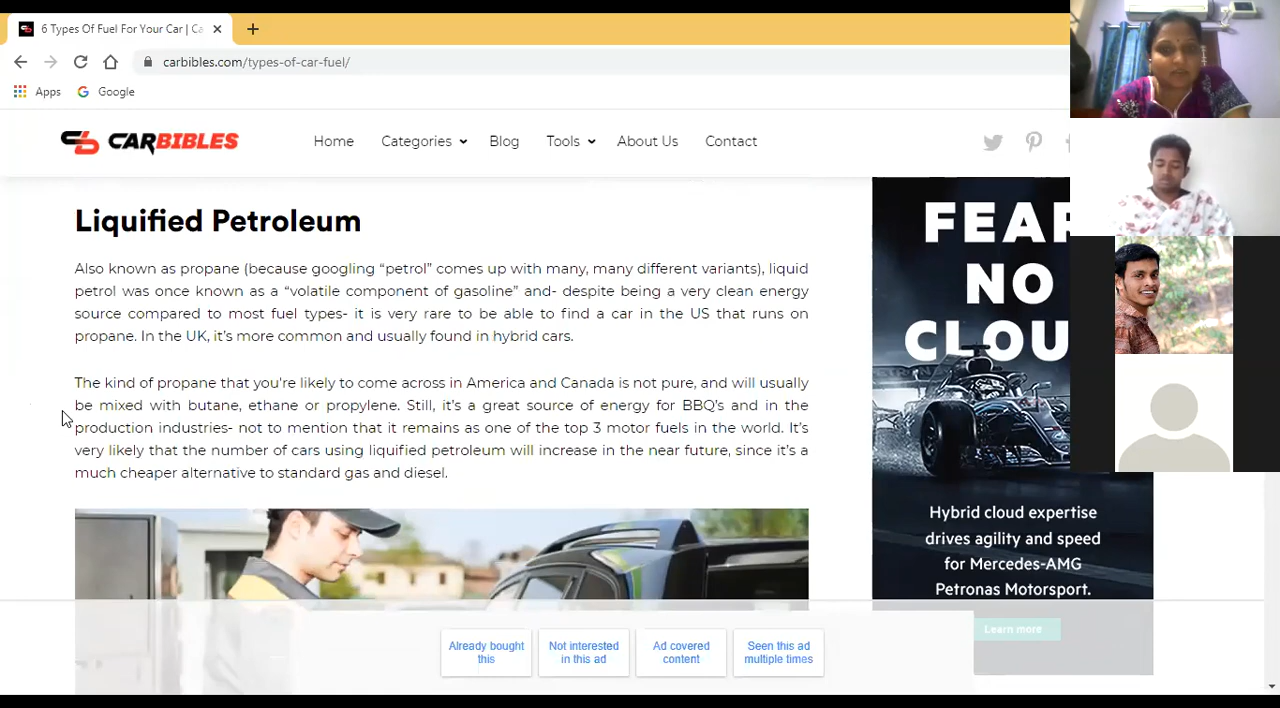 6 Types Of Fuel For Your Car | Ca
carbibles.com/types-of-car-fuel/
Apps
Google
CARBIBLES
Home
Categories
Blog
Tools
About Us
Contact
Liquified Petroleum
Also known as propane (because googling “petrol” comes up with many, many different variants), liquid
petrol was once known as a “volatile component of gasoline” and- despite being a very clean energy
source compared to most fuel types- it is very rare to be able to find a car in the US that runs on
propane. In the UK, it’s more common and usually found in hybrid cars.
The kind of propane that you’re likely to come across in America and Canada is not pure, and will usually
be mixed with butane, ethane or propylene. Still, it’s a great source of energy for BBQ’s and in the
production industries- not to mention that it remains as one of the top 3 motor fuels in the world. It’s
very likely that the number of cars using liquified petroleum will increase in the near future, since it’s a
much cheaper alternative to standard gas and diesel.
FEAR
NO
CLOU
Hybrid cloud expertise
drives agility and speed
for Mercedes-AMG
Petronas Motorsport.
Learn more
Already bought
this
Not interested
in this ad
Ad covered
content
Seen this ad
multiple times